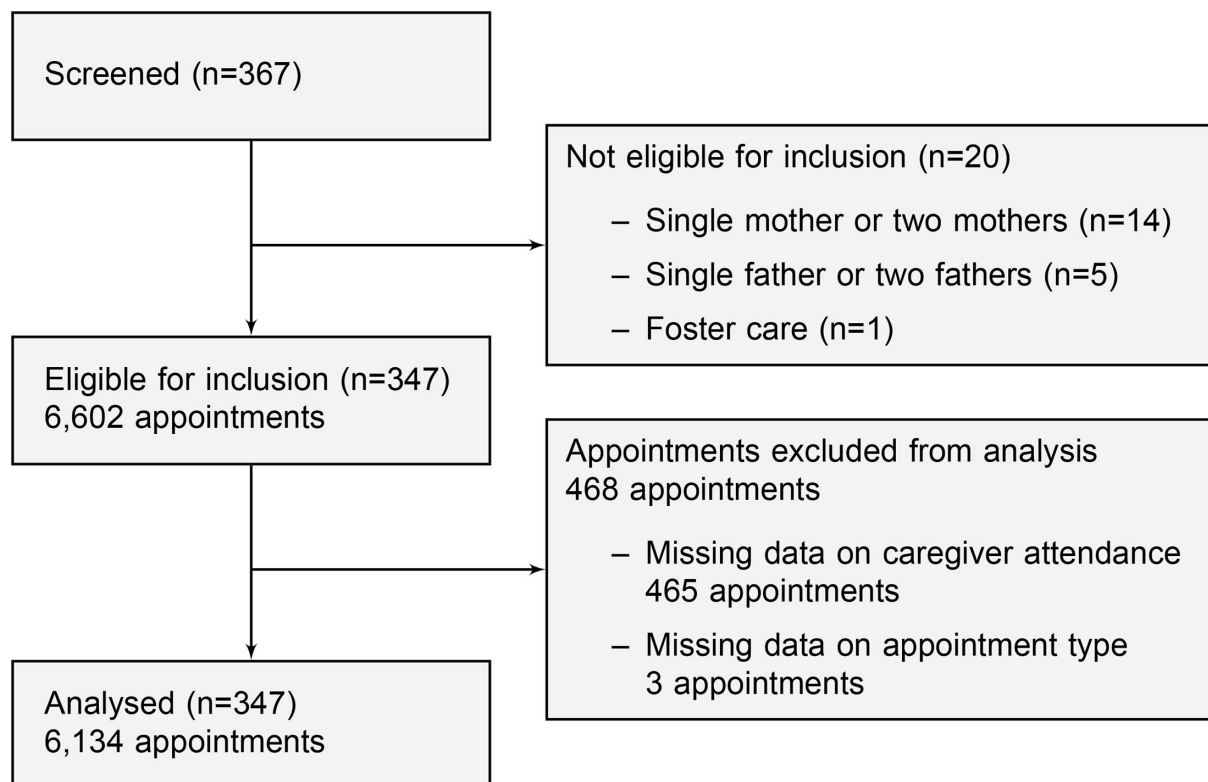 Screened (n=367)
Not eligible for inclusion (n=20)
– Single mother or two mothers (n=14)
– Single father or two fathers (n=5)
– Foster care (n=1)
Eligible for inclusion (n=347)
6,602 appointments
Appointments excluded from analysis
468 appointments
– Missing data on caregiver attendance
465 appointments
– Missing data on appointment type
3 appointments
Analysed (n=347)
6,134 appointments